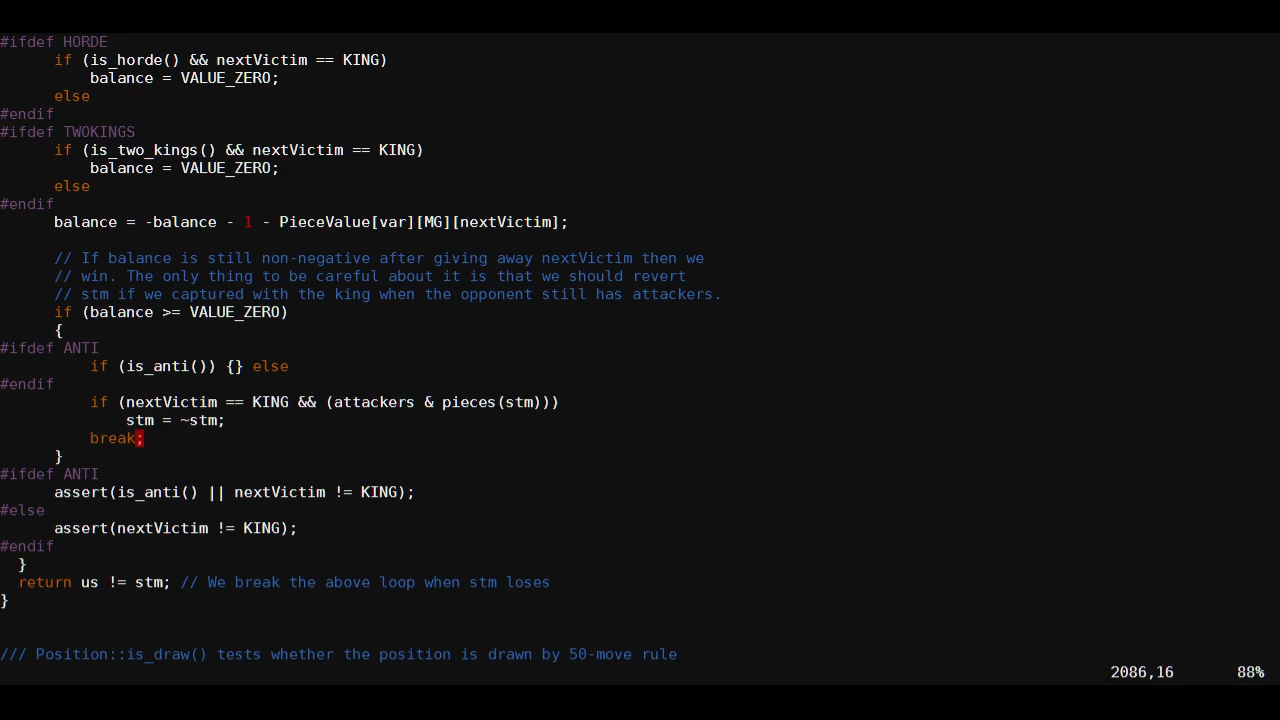 #ifdef HORDE
      if (is_horde() && nextVictim == KING)
          balance = VALUE_ZERO;
      else
#endif
#ifdef TWOKINGS
      if (is_two_kings() && nextVictim == KING)
          balance = VALUE_ZERO;
      else
#endif
      balance = -balance - 1 - PieceValue[var][MG][nextVictim];

      // If balance is still non-negative after giving away nextVictim then we
      // win. The only thing to be careful about it is that we should revert
      // stm if we captured with the king when the opponent still has attackers.
      if (balance >= VALUE_ZERO)
      {
#ifdef ANTI
          if (is_anti()) {} else
#endif
          if (nextVictim == KING && (attackers & pieces(stm)))
              stm = ~stm;
          break;
      }
#ifdef ANTI
      assert(is_anti() || nextVictim != KING);
#else
      assert(nextVictim != KING);
#endif
  }
  return us != stm; // We break the above loop when stm loses
}


/// Position::is_draw() tests whether the position is drawn by 50-move rule
2086,16 88%